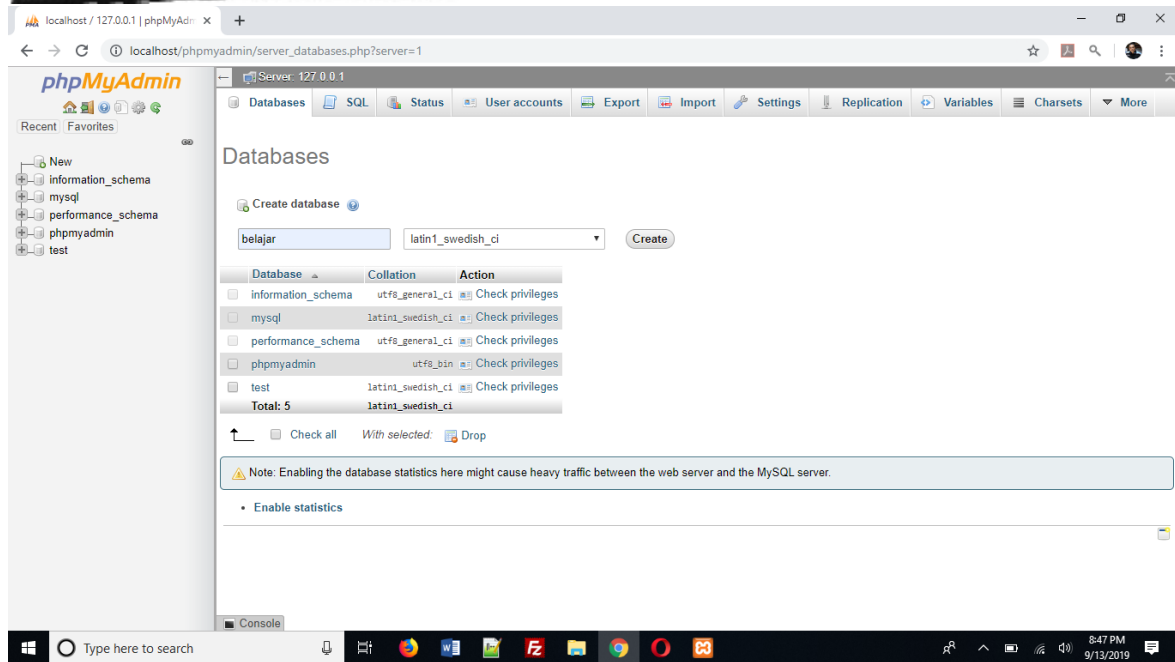 localhost / 127.0.0.1 | phpMyAdm
localhost/phpmyadmin/server_databases.php?server=1
phpMyAdmin
Recent Favorites
New
information_schema
mysql
performance_schema
phpmyadmin
test
Server: 127.0.0.1
Databases SQL Status User accounts Export Import Settings Replication Variables Charsets More
Databases
Create database
belajar latin1_swedish_ci Create
Database Collation Action
information_schema utf8_general_ci Check privileges
mysql latin1_swedish_ci Check privileges
performance_schema utf8_general_ci Check privileges
phpmyadmin utf8_bin Check privileges
test latin1_swedish_ci Check privileges
Total: 5 latin1_swedish_ci
Check all With selected: Drop
Note: Enabling the database statistics here might cause heavy traffic between the web server and the MySQL server.
Enable statistics
Console
Type here to search
8:47 PM
9/13/2019